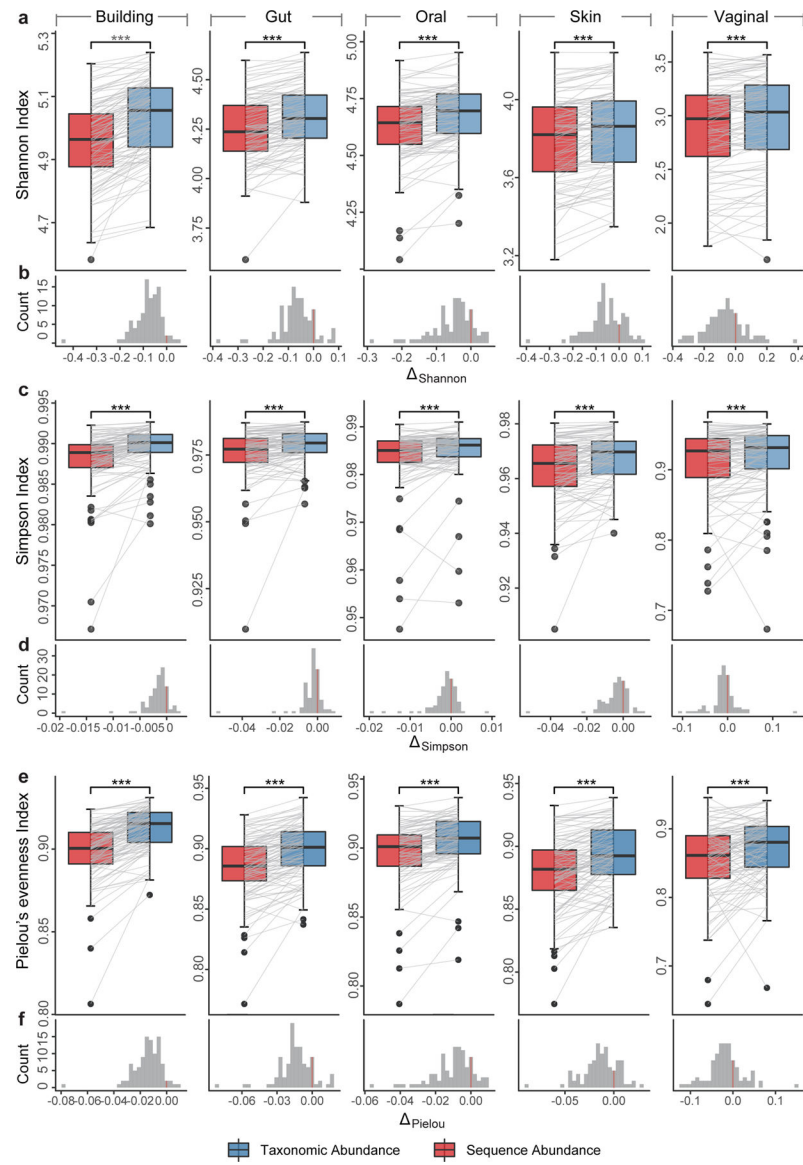 Building Gut Oral Skin Vaginal
a
*** *** *** *** ***
Shannon Index
5.3 5.1 4.9 4.7
4.50 4.25 4.00 3.75
5.00 4.75 4.50 4.25
4.0 3.6 3.2
3.5 3.0 2.5 2.0
b
Count
0 5 10 15
-0.4 -0.3 -0.2 -0.1 0.0
-0.4 -0.3 -0.2 -0.1 0.0 0.1
-0.3 -0.2 -0.1 0.0
-0.4 -0.3 -0.2 -0.1 0.0 0.1
-0.4 -0.2 0.0 0.2 0.4
ΔShannon
c
*** *** *** *** ***
Simpson Index
0.995 0.990 0.985 0.980 0.975 0.970
0.975 0.950 0.925
0.99 0.98 0.97 0.96 0.95
0.98 0.96 0.94 0.92
0.9 0.8 0.7
d
Count
0 10 20 30
-0.02 -0.015 -0.01 -0.0050 0.00
-0.04 -0.02 0.00
-0.02 -0.01 0.00 0.01
-0.04 -0.02 0.00
-0.1 0.0 0.1
ΔSimpson
e
*** *** *** *** ***
Pielou's evenness Index
0.90 0.85 0.80
0.95 0.90 0.85 0.80
0.95 0.90 0.95 0.80
0.95 0.90 0.85 0.80
0.9 0.8 0.7
f
Count
0 5 10 15
-0.08 -0.06 -0.04 -0.02 0.00
-0.06 -0.03 0.00
-0.06 -0.04 -0.02 0.00
-0.05 0.00
-0.1 0.0 0.1
ΔPielou
Taxonomic Abundance Sequence Abundance